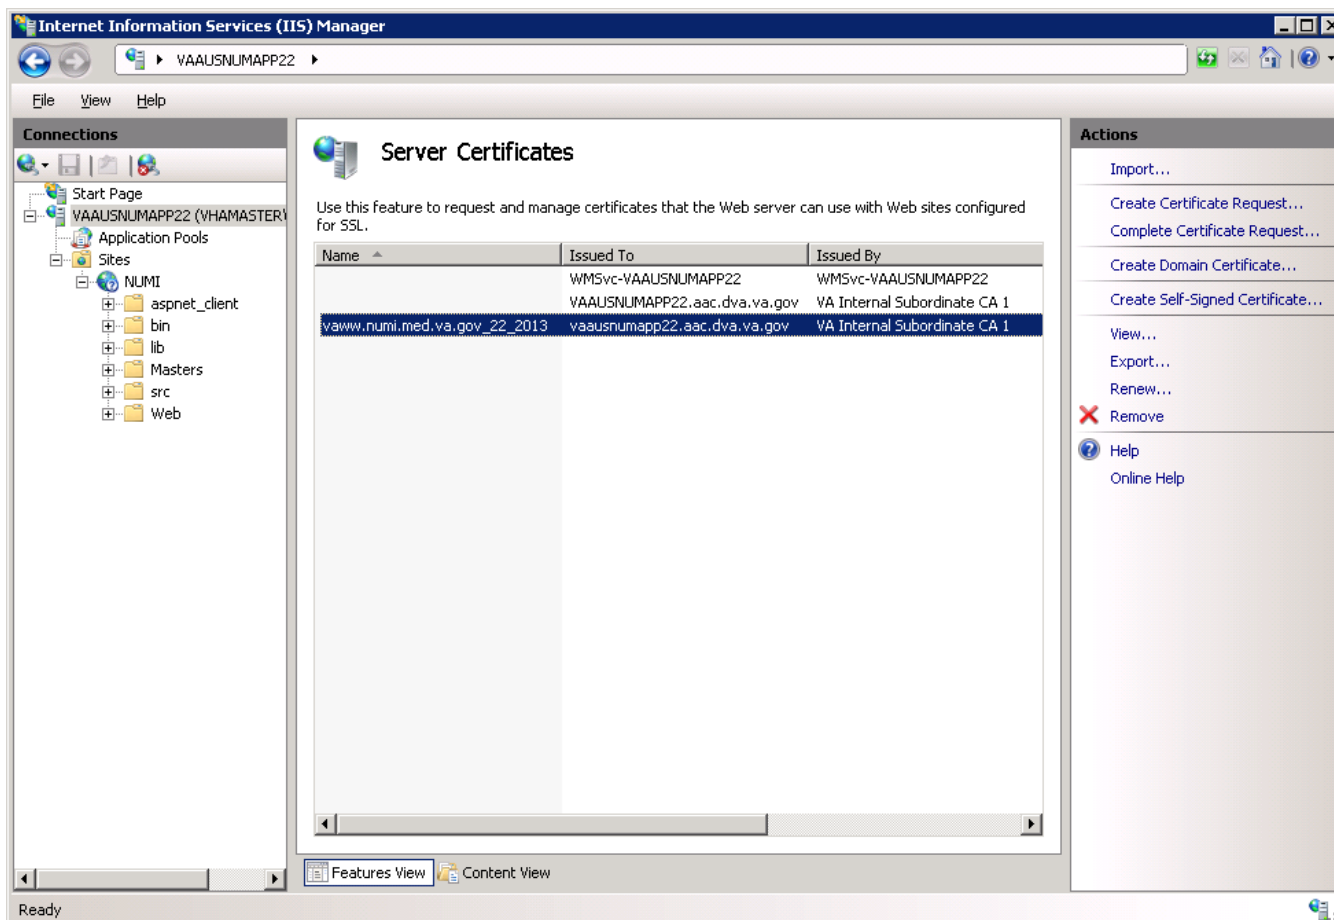 Internet Information Services (IIS) Manager
VAAUSNUMAPP22
File View Help
Connections
Start Page
VAAUSNUMAPP22 (VHAMASTER\
Application Pools
Sites
NUMI
aspnet_client
bin
lib
Masters
src
Web
Server Certificates
Use this feature to request and manage certificates that the Web server can use with Web sites configured
for SSL.
Name Issued To Issued By
WMSvc-VAAUSNUMAPP22 WMSvc-VAAUSNUMAPP22
VAAUSNUMAPP22.aac.dva.va.gov VA Internal Subordinate CA 1
vaww.numi.med.va.gov_22_2013 vaausnumapp22.aac.dva.va.gov VA Internal Subordinate CA 1
Features View Content View
Actions
Import...
Create Certificate Request...
Complete Certificate Request...
Create Domain Certificate...
Create Self-Signed Certificate...
View...
Export...
Renew...
Remove
Help
Online Help
Ready